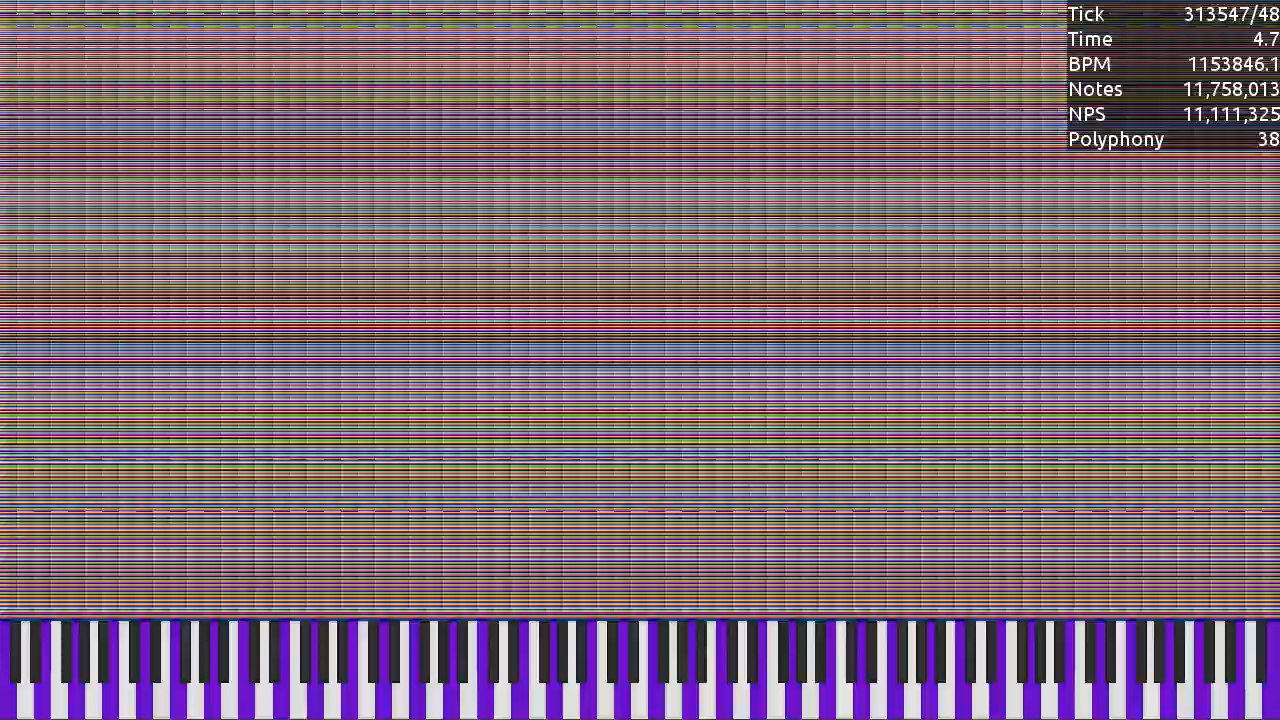 Tick 313547/48
Time 4.7
BPM 1153846.1
Notes 11,758,013
NPS 11,111,325
Polyphony 38